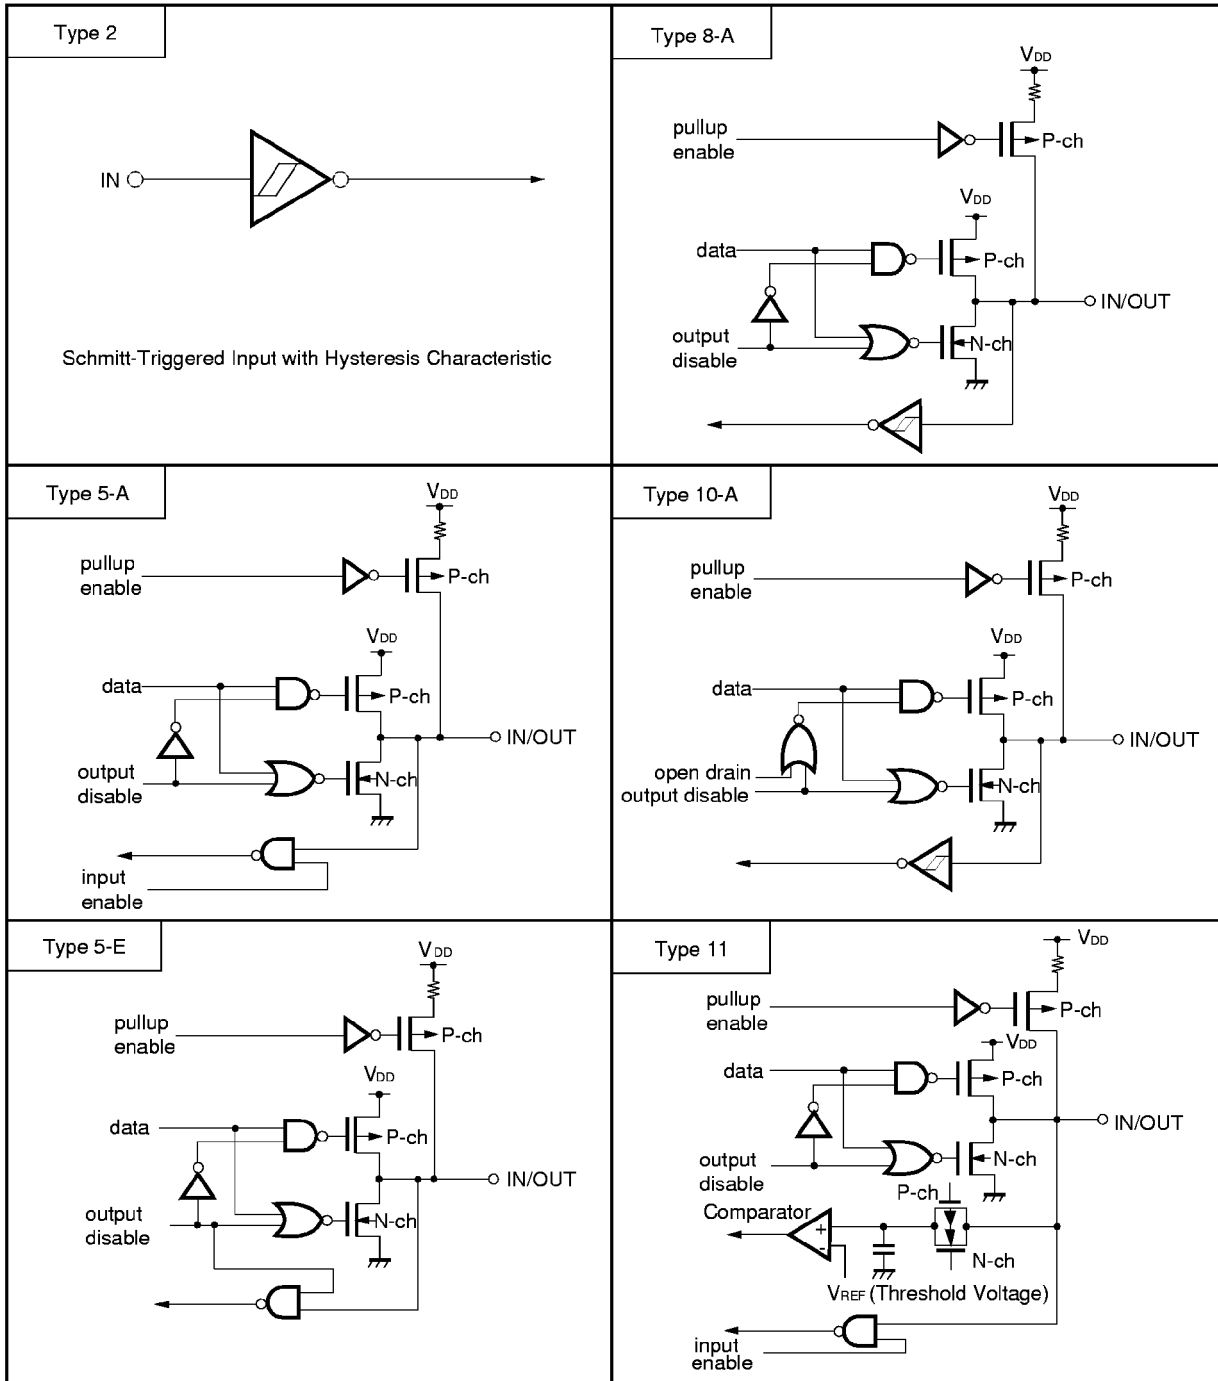 Type 2
IN
Schmitt-Triggered Input with Hysteresis Characteristic
Type 8-A
VDD
pullup
enable
P-ch
VDD
data
P-ch
IN/OUT
output
disable
N-ch
Type 5-A
VDD
pullup
enable
P-ch
VDD
data
P-ch
IN/OUT
output
disable
N-ch
input
enable
Type 10-A
VDD
pullup
enable
P-ch
VDD
data
P-ch
IN/OUT
open drain
output disable
N-ch
Type 5-E
VDD
pullup
enable
P-ch
VDD
data
P-ch
IN/OUT
output
disable
N-ch
Type 11
VDD
pullup
enable
P-ch
VDD
data
P-ch
IN/OUT
output
disable
N-ch
P-ch
Comparator
+
-
N-ch
VREF (Threshold Voltage)
input
enable